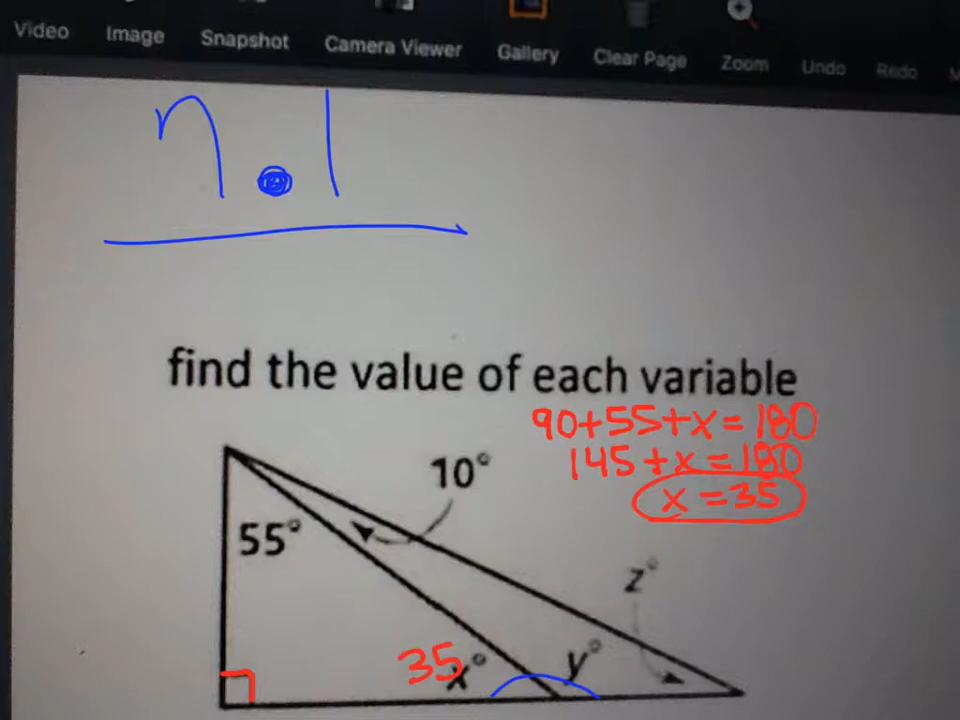 Video Image Snapshot Camera Viewer Gallery Clear Page Zoom Undo Redo
n.1
find the value of each variable
90+55+x=180
145+x=180
x=35
10°
55°
z°
35
x°
y°